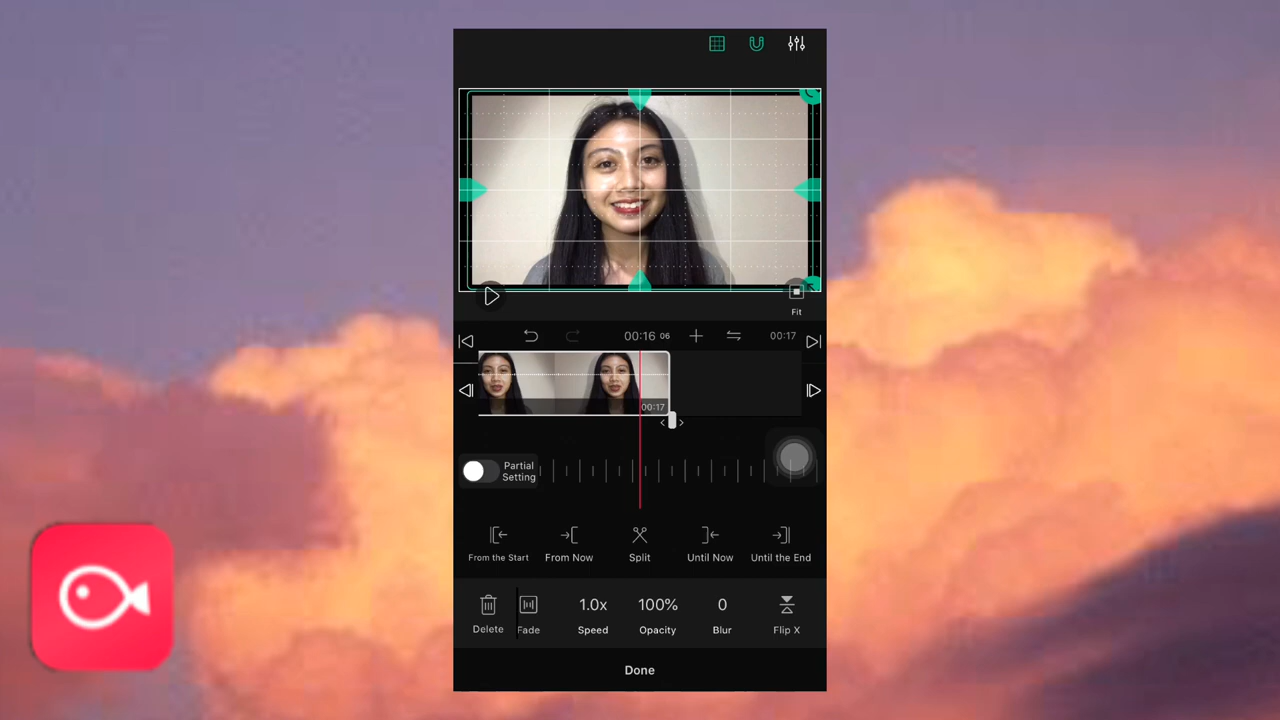 Fit
00:16 06
00:17
00:17
Partial
Setting
From the Start
From Now
Split
Until Now
Until the End
1.0x
100%
0
Delete
Fade
Speed
Opacity
Blur
Flip X
Done